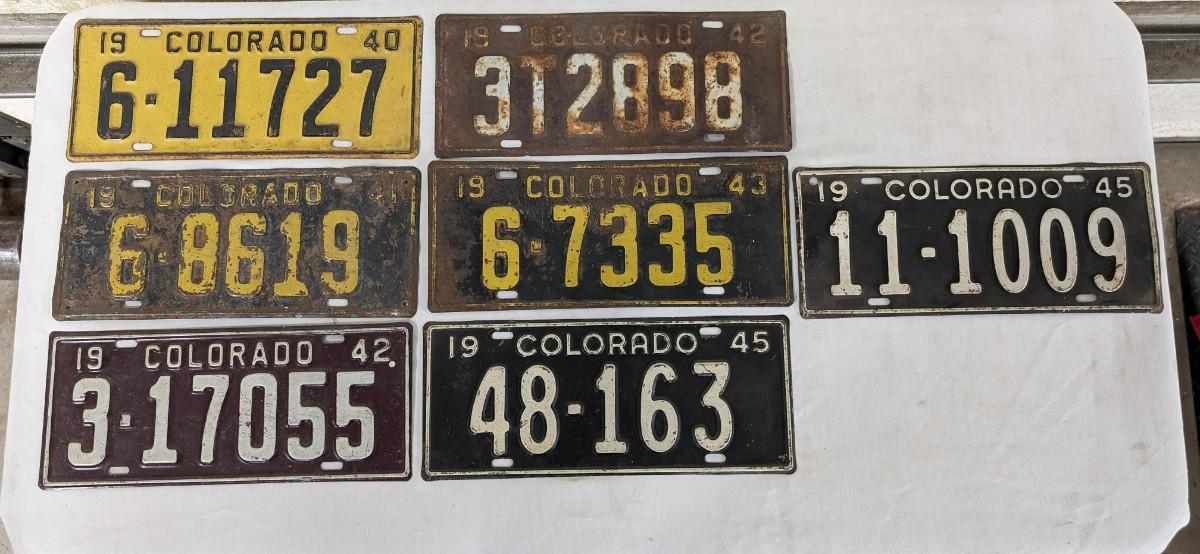 19 COLORADO 40
6-11727
19 COLORADO 42
3T2898
19 COLORADO 41
6-8619
19 COLORADO 43
6-7335
19 COLORADO 45
11-1009
19 COLORADO 42
3-17055
19 COLORADO 45
48-163